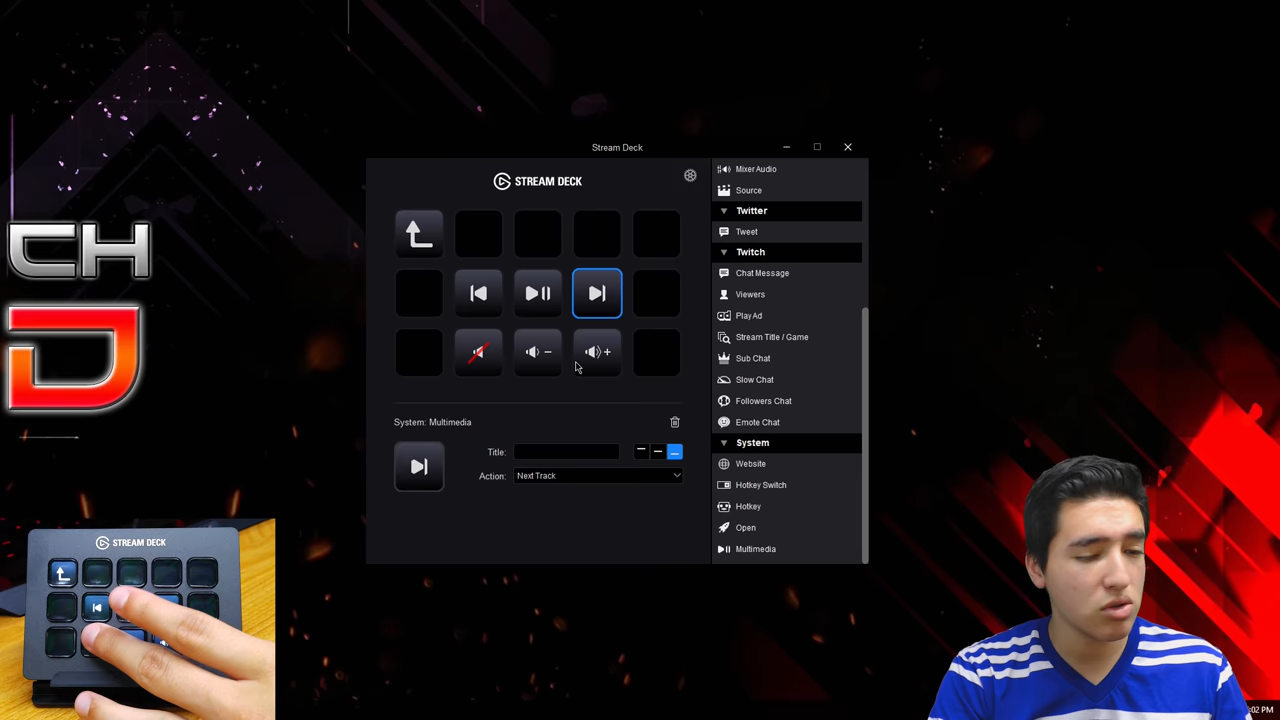 Stream Deck
STREAM DECK
Mixer Audio
Source
Twitter
Tweet
Twitch
Chat Message
Viewers
Play Ad
Stream Title / Game
Sub Chat
Slow Chat
Followers Chat
Emote Chat
System
Website
Hotkey Switch
Hotkey
Open
Multimedia
System: Multimedia
Title:
Action: Next Track
CH
D
STREAM DECK
:02 PM